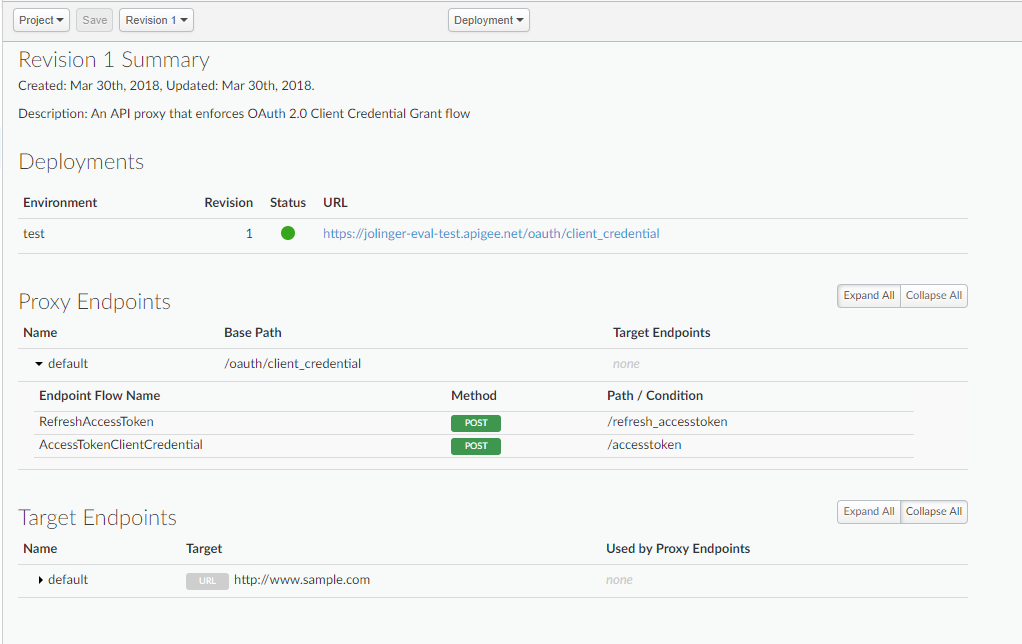 Project Save Revision 1 Deployment
Revision 1 Summary
Created: Mar 30th, 2018, Updated: Mar 30th, 2018.
Description: An API proxy that enforces OAuth 2.0 Client Credential Grant flow
Deployments
Environment Revision Status URL
test 1 https://jolinger-eval-test.apigee.net/oauth/client_credential
Proxy Endpoints Expand All Collapse All
Name Base Path Target Endpoints
default /oauth/client_credential none
Endpoint Flow Name Method Path / Condition
RefreshAccessToken POST /refresh_accesstoken
AccessTokenClientCredential POST /accesstoken
Target Endpoints Expand All Collapse All
Name Target Used by Proxy Endpoints
default URL http://www.sample.com none